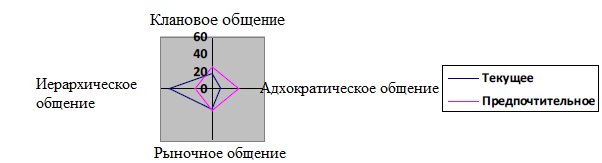 Клановое общение
60
40
20
0
Иерархическое
общение
Адхократическое общение
Рыночное общение
Текущее
Предпочтительное